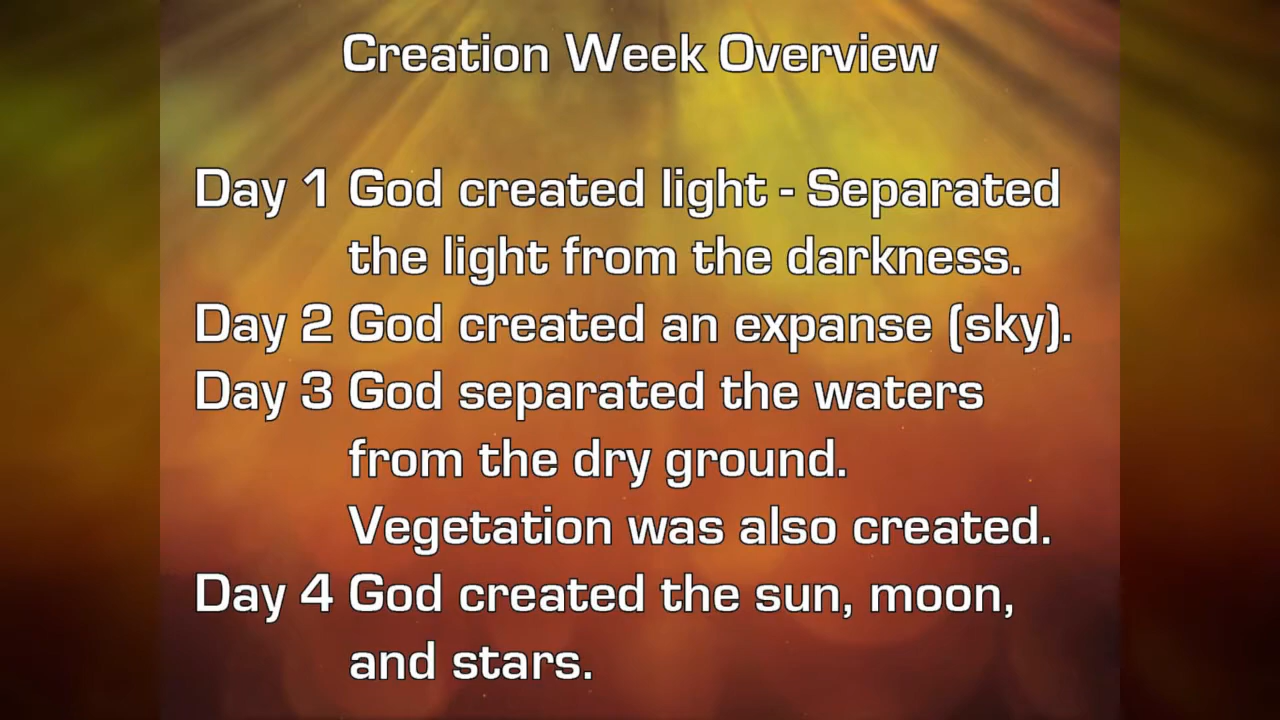 Creation Week Overview
Day 1 God created light - Separated
the light from the darkness.
Day 2 God created an expanse (sky).
Day 3 God separated the waters
from the dry ground.
Vegetation was also created.
Day 4 God created the sun, moon,
and stars.